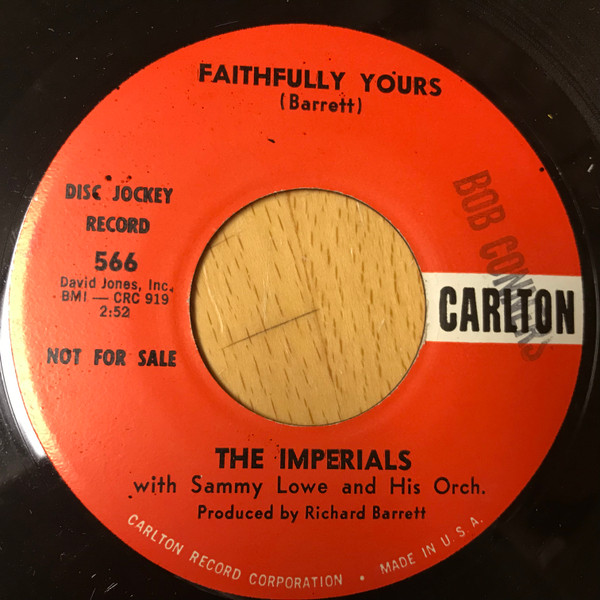 FAITHFULLY YOURS
(Barrett)
DISC JOCKEY
RECORD
566
David Jones, Inc.
BMI — CRC 919
2:52
NOT FOR SALE
BOB
CARLTON
THE IMPERIALS
with Sammy Lowe and His Orch.
Produced by Richard Barrett
CARLTON RECORD CORPORATION • MADE IN U.S.A.